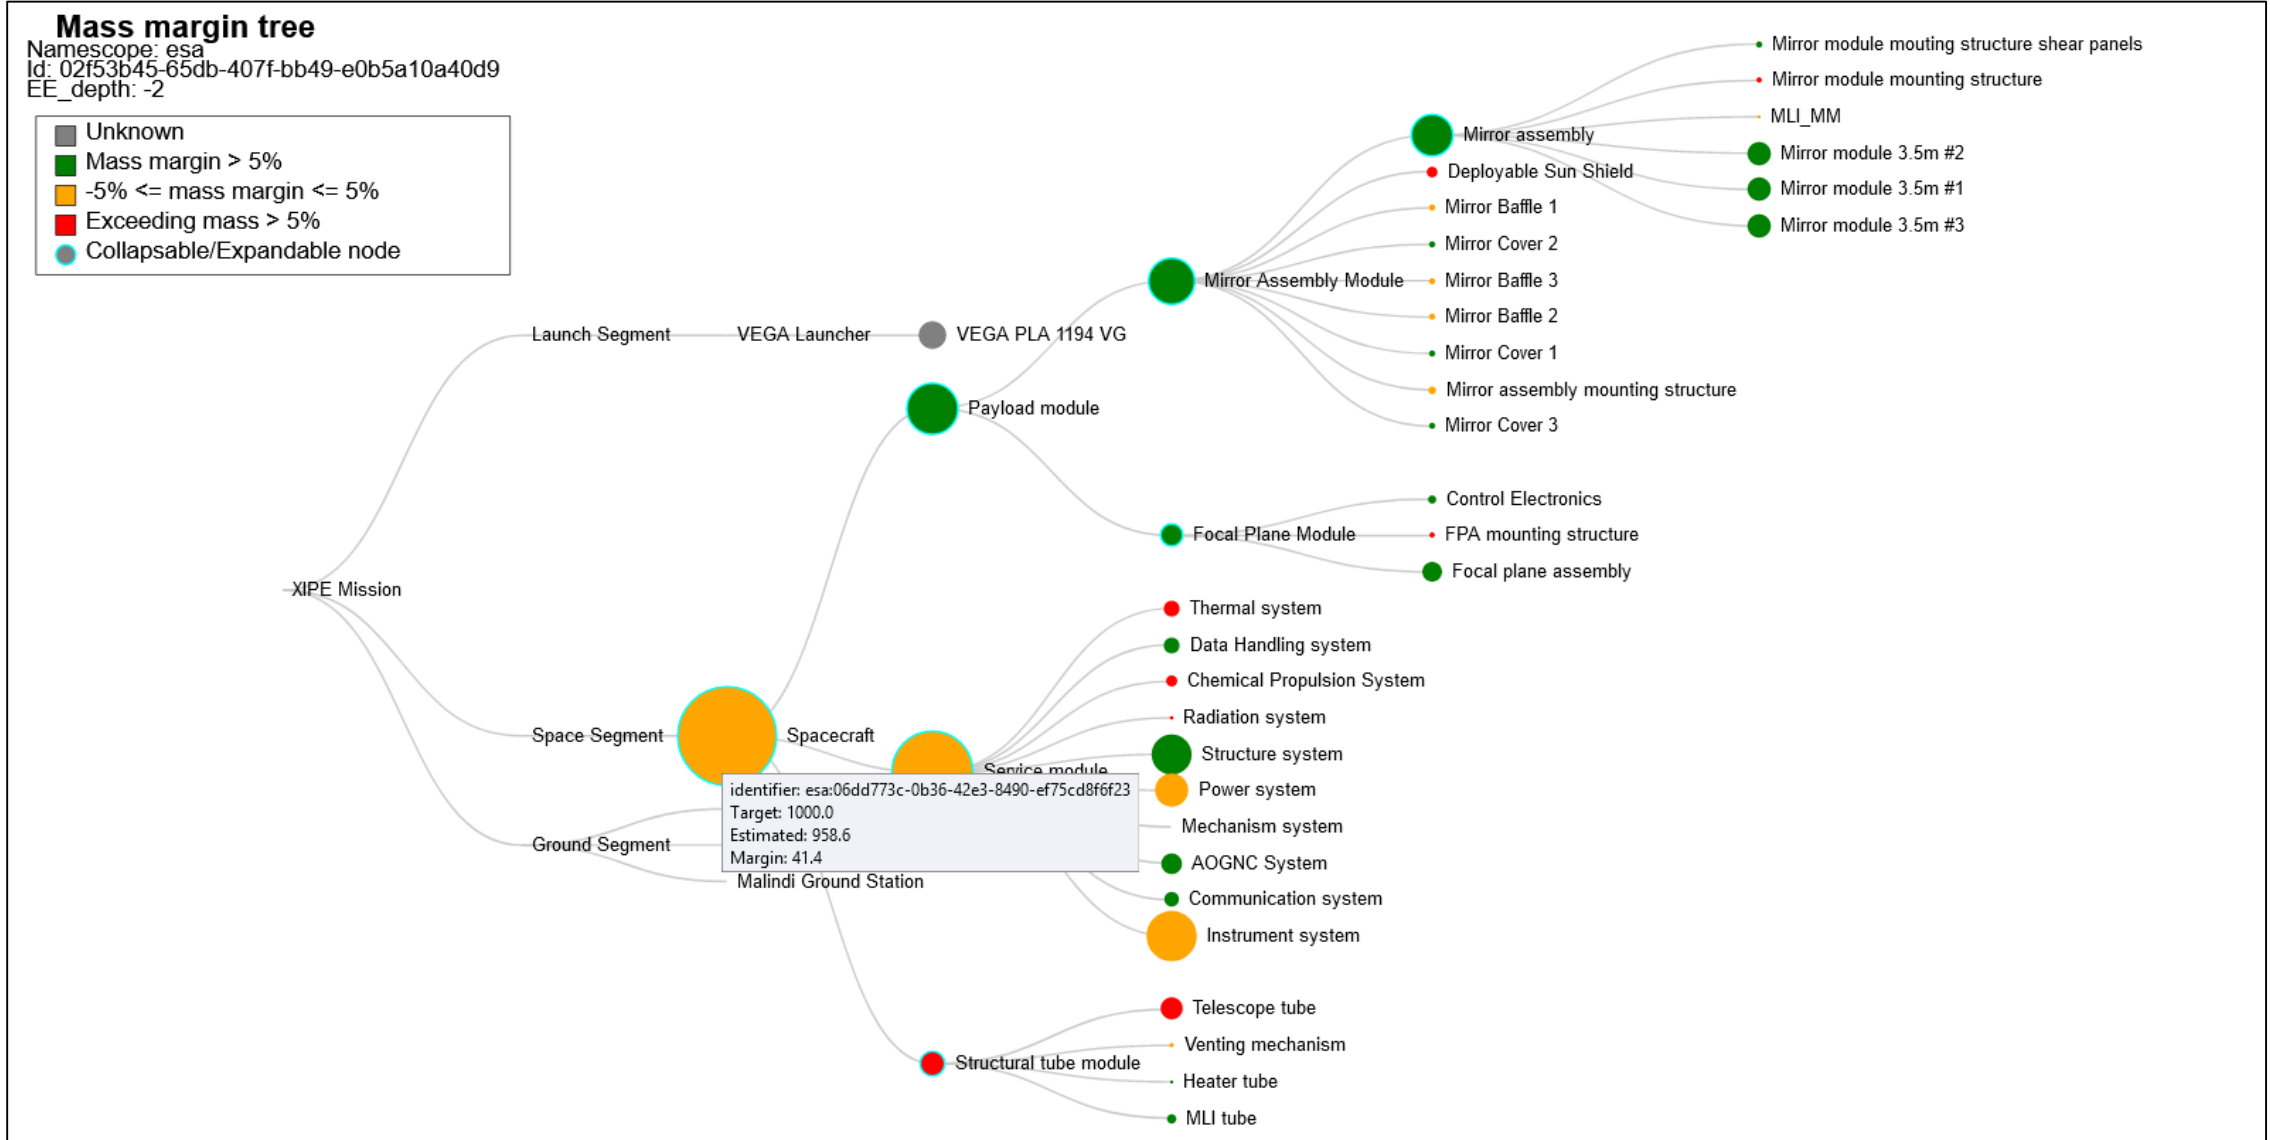 Mass margin tree
Namescope: esa
Id: 02f53b45-65db-407f-bb49-e0b5a10a40d9
EE_depth: -2
Unknown
Mass margin > 5%
-5% <= mass margin <= 5%
Exceeding mass > 5%
Collapsable/Expandable node
XIPE Mission
Launch Segment
VEGA Launcher
VEGA PLA 1194 VG
Space Segment
Spacecraft
Payload module
Mirror Assembly Module
Mirror assembly
Mirror module mouting structure shear panels
Mirror module mounting structure
MLI_MM
Mirror module 3.5m #2
Mirror module 3.5m #1
Mirror module 3.5m #3
Deployable Sun Shield
Mirror Baffle 1
Mirror Cover 2
Mirror Baffle 3
Mirror Baffle 2
Mirror Cover 1
Mirror assembly mounting structure
Mirror Cover 3
Focal Plane Module
Control Electronics
FPA mounting structure
Focal plane assembly
Service module
Thermal system
Data Handling system
Chemical Propulsion System
Radiation system
Structure system
Power system
Mechanism system
AOGNC System
Communication system
Instrument system
identifier: esa:06dd773c-0b36-42e3-8490-ef75cd8f6f23
Target: 1000.0
Estimated: 958.6
Margin: 41.4
Structural tube module
Telescope tube
Venting mechanism
Heater tube
MLI tube
Ground Segment
Malindi Ground Station